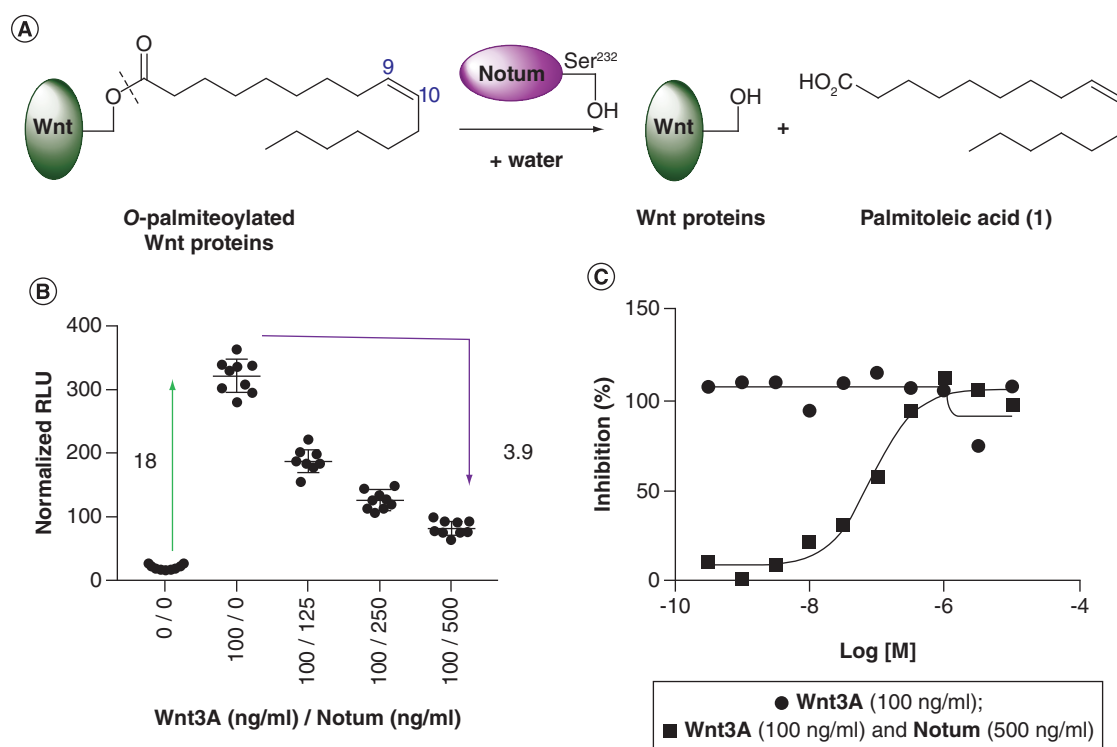 A
O
O
Wnt
9
10
Notum
Ser232
OH
+ water
Wnt
OH
+
HO2C
O-palmiteoylated
Wnt proteins
Wnt proteins
Palmitoleic acid (1)
B
Normalized RLU
400
300
200
100
0
18
3.9
0 / 0
100 / 0
100 / 125
100 / 250
100 / 500
Wnt3A (ng/ml) / Notum (ng/ml)
C
Inhibition (%)
150
100
50
0
-10
-8
-6
-4
Log [M]
Wnt3A (100 ng/ml);
Wnt3A (100 ng/ml) and Notum (500 ng/ml)